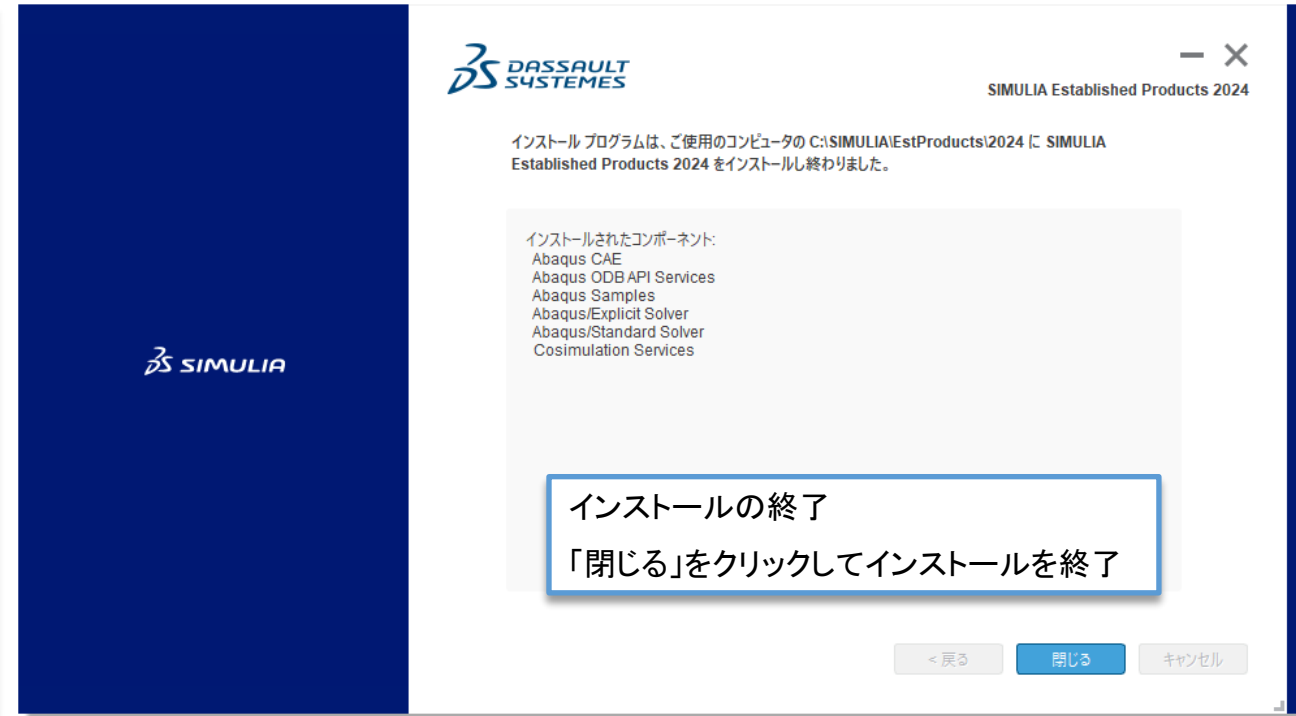 DASSAULT
SYSTEMES
SIMULIA Established Products 2024
インストール プログラムは、ご使用のコンピュータの C:\SIMULIA\EstProducts\2024 に SIMULIA
Established Products 2024 をインストールし終わりました。
インストールされたコンポーネント:
Abaqus CAE
Abaqus ODB API Services
Abaqus Samples
Abaqus/Explicit Solver
Abaqus/Standard Solver
Cosimulation Services
SIMULIA
インストールの終了
「閉じる」をクリックしてインストールを終了
< 戻る
閉じる
キャンセル